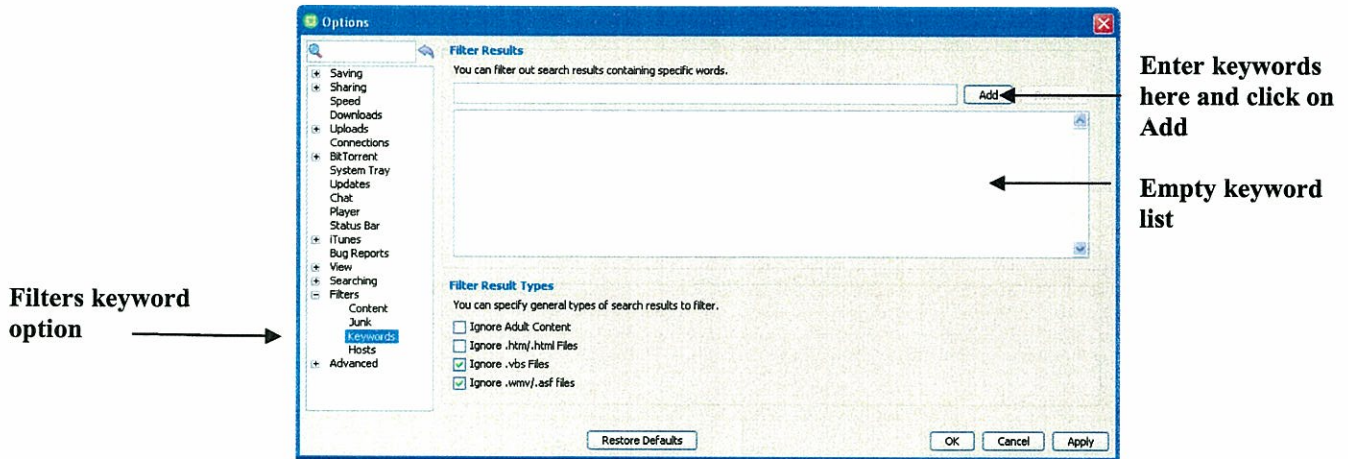 Options
Filter Results
You can filter out search results containing specific words.
Add
Enter keywords
here and click on
Add
Empty keyword
list
Saving
Sharing
Speed
Downloads
Uploads
Connections
BitTorrent
System Tray
Updates
Chat
Player
Status Bar
iTunes
Bug Reports
View
Searching
Filters
Content
Junk
Keywords
Hosts
Advanced
Filters keyword
option
Filter Result Types
You can specify general types of search results to filter.
Ignore Adult Content
Ignore .htm/.html Files
Ignore .vbs Files
Ignore .wmv/.asf files
Restore Defaults
OK
Cancel
Apply